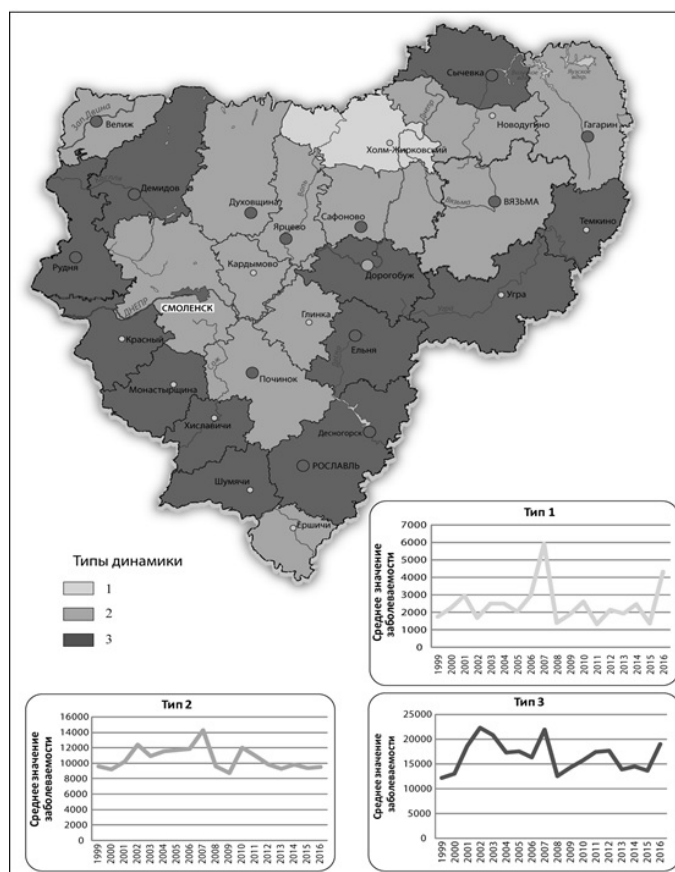 Сычевка
Зап.Двина
Велиж
Днепр
Новодугино
Гагарин
Холм-Жирковский
Демидов
Духовщина
Вязьма
ВЯЗЬМА
Сафоново
Ярцево
Темкино
Рудня
Кардымово
Дорогобуж
Угра
ДНЕПР
СМОЛЕНСК
Глинка
Красный
Ельня
Починок
Монастырщина
Хиславичи
Десногорск
РОСЛАВЛЬ
Шумячи
Ершичи
Типы динамики
1
2
3
Тип 1
Среднее значение
заболеваемости
7000
6000
5000
4000
3000
2000
1000
0
1999 2000 2001 2002 2003 2004 2005 2006 2007 2008 2009 2010 2011 2012 2013 2014 2015 2016
Тип 2
Среднее значение
заболеваемости
16000
14000
12000
10000
8000
6000
4000
2000
0
1999 2000 2001 2002 2003 2004 2005 2006 2007 2008 2009 2010 2011 2012 2013 2014 2015 2016
Тип 3
Среднее значение
заболеваемости
25000
20000
15000
10000
5000
0
1999 2000 2001 2002 2003 2004 2005 2006 2007 2008 2009 2010 2011 2012 2013 2014 2015 2016